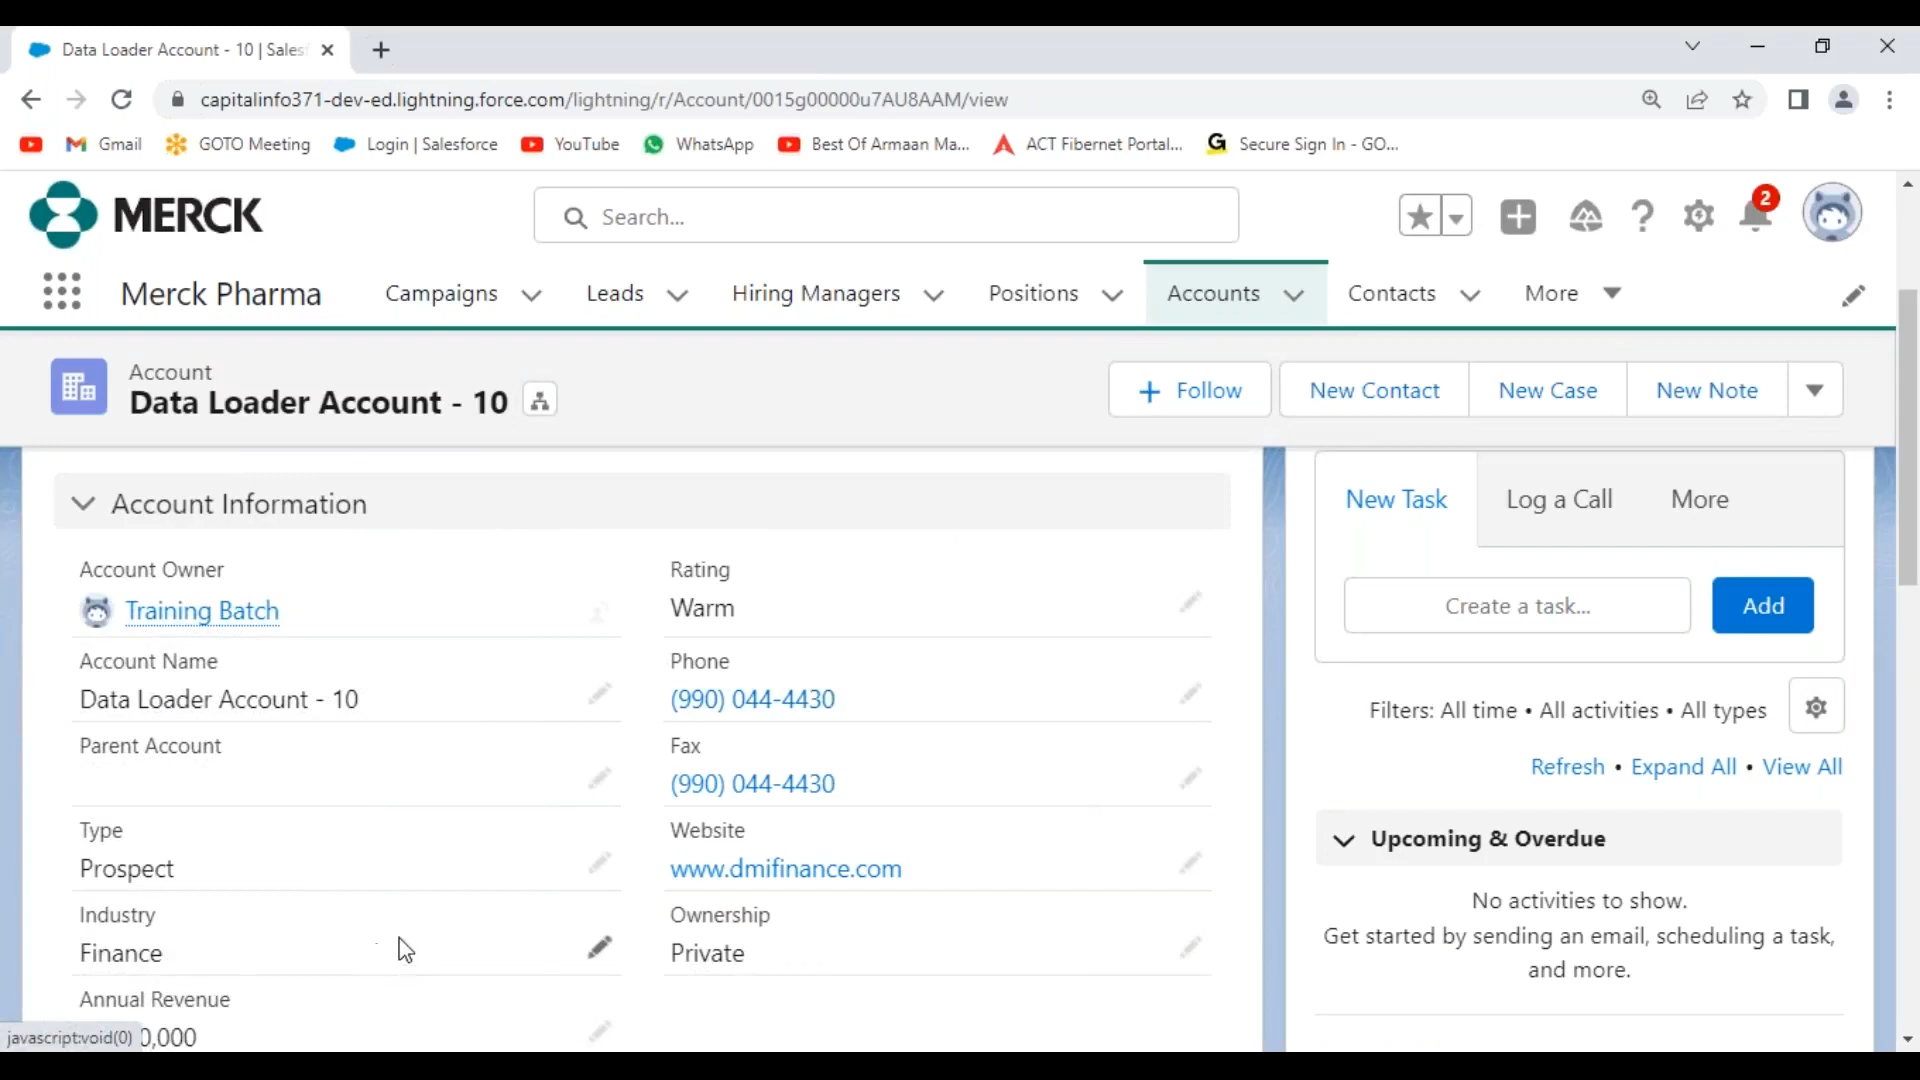 Data Loader Account - 10 | Sales
capitalinfo371-dev-ed.lightning.force.com/lightning/r/Account/0015g00000u7AU8AAM/view
Gmail GOTO Meeting Login | Salesforce YouTube WhatsApp Best Of Armaan Ma... ACT Fibernet Portal... Secure Sign In - GO...
MERCK Search... 2
Merck Pharma Campaigns Leads Hiring Managers Positions Accounts Contacts More
Account
Data Loader Account - 10
Follow New Contact New Case New Note
Account Information
Account Owner
Training Batch
Rating
Warm
Account Name
Data Loader Account - 10
Phone
(990) 044-4430
Parent Account
Fax
(990) 044-4430
Type
Prospect
Website
www.dmifinance.com
Industry
Finance
Ownership
Private
Annual Revenue
0,000
javascript:void(0)
New Task Log a Call More
Create a task... Add
Filters: All time • All activities • All types
Refresh • Expand All • View All
Upcoming & Overdue
No activities to show.
Get started by sending an email, scheduling a task,
and more.